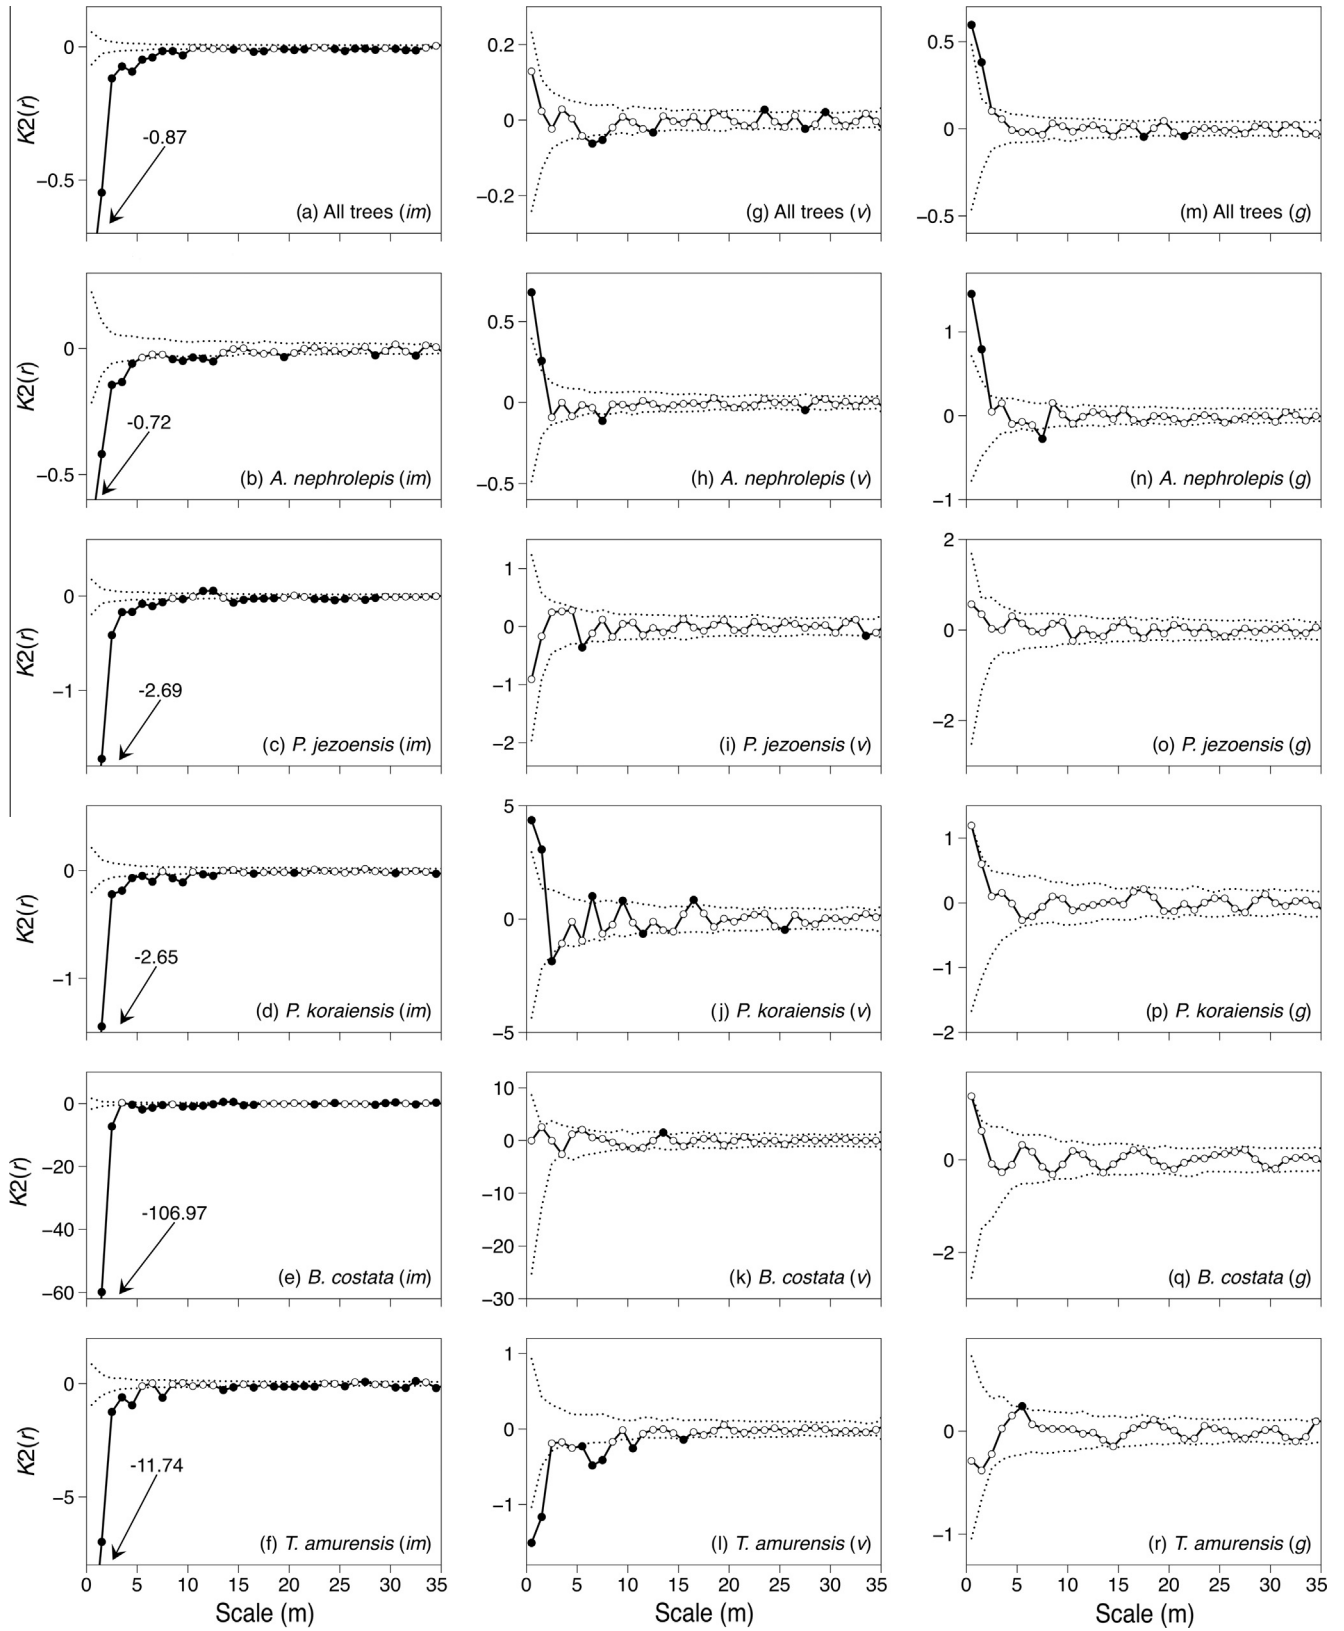 0
−0.5
K2(r)
-0.87
(a) All trees (im)
0.2
0
−0.2
(g) All trees (v)
0.5
0
−0.5
(m) All trees (g)
0
−0.5
K2(r)
-0.72
(b) A. nephrolepis (im)
0.5
0
−0.5
(h) A. nephrolepis (v)
1
0
−1
(n) A. nephrolepis (g)
0
−1
K2(r)
-2.69
(c) P. jezoensis (im)
1
0
−1
−2
(i) P. jezoensis (v)
2
0
−2
(o) P. jezoensis (g)
0
−1
K2(r)
-2.65
(d) P. koraiensis (im)
5
0
−5
(j) P. koraiensis (v)
1
0
−1
−2
(p) P. koraiensis (g)
0
−20
−40
−60
K2(r)
-106.97
(e) B. costata (im)
10
0
−10
−20
−30
(k) B. costata (v)
0
−2
(q) B. costata (g)
0
−5
K2(r)
-11.74
(f) T. amurensis (im)
1
0
−1
(l) T. amurensis (v)
0
−1
(r) T. amurensis (g)
0 5 10 15 20 25 30 35
0 5 10 15 20 25 30 35
0 5 10 15 20 25 30 35
Scale (m)
Scale (m)
Scale (m)